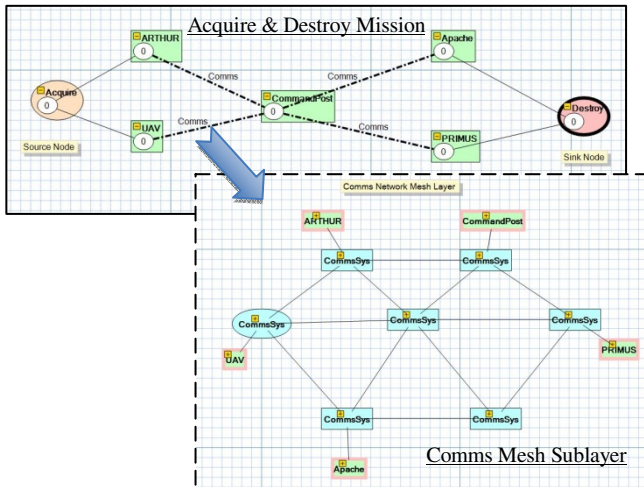 Acquire & Destroy Mission
ARTHUR
0
Apache
0
Comms
Comms
Acquire
0
CommandPost
0
Destroy
0
Comms
Comms
UAV
0
PRIMUS
0
Source Node
Sink Node
Comms Network Mesh Layer
ARTHUR
CommandPost
CommsSys
CommsSys
CommsSys
CommsSys
CommsSys
UAV
PRIMUS
CommsSys
CommsSys
Comms Mesh Sublayer
Apache